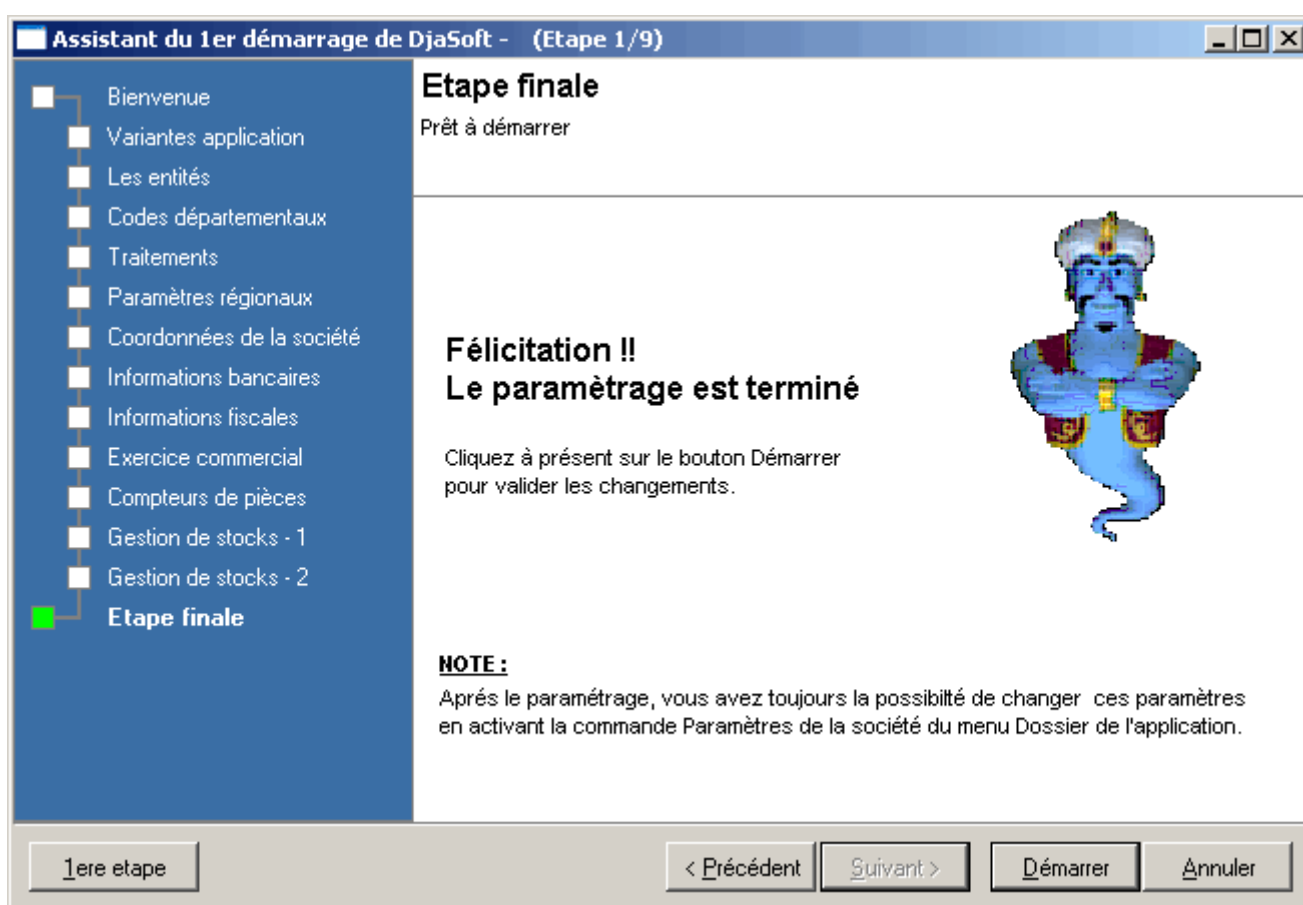 Assistant du 1er démarrage de DjaSoft -   (Etape 1/9)
Bienvenue
Variantes application
Les entités
Codes départementaux
Traitements
Paramètres régionaux
Coordonnées de la société
Informations bancaires
Informations fiscales
Exercice commercial
Compteurs de pièces
Gestion de stocks - 1
Gestion de stocks - 2
Etape finale
Etape finale
Prêt à démarrer
Félicitation !!
Le paramètrage est terminé
Cliquez à présent sur le bouton Démarrer
pour valider les changements.
NOTE :
Aprés le paramétrage, vous avez toujours la possibilté de changer  ces paramètres
en activant la commande Paramètres de la société du menu Dossier de l'application.
1ere etape
< Précédent
Suivant >
Démarrer
Annuler